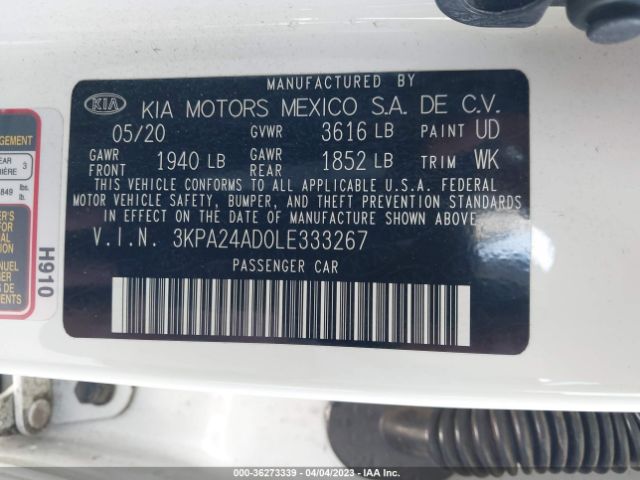 MANUFACTURED BY
KIA KIA MOTORS MEXICO S.A. DE C.V.
05/20 GVWR 3616 LB PAINT UD
GAWR FRONT 1940 LB GAWR REAR 1852 LB TRIM WK
THIS VEHICLE CONFORMS TO ALL APPLICABLE U.S.A. FEDERAL
MOTOR VEHICLE SAFETY, BUMPER, AND THEFT PREVENTION STANDARDS
IN EFFECT ON THE DATE OF MANUFACTURE SHOWN ABOVE.
V.I.N. 3KPA24AD0LE333267
PASSENGER CAR
H910
3
849 lbs.
000-36273339 - 04/04/2023 - IAA Inc.